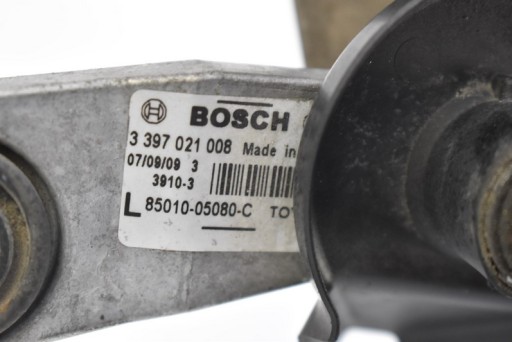 BOSCH
3 397 021 008 Made in
07/09/09 3
3910-3
L 85010-05080-C TO